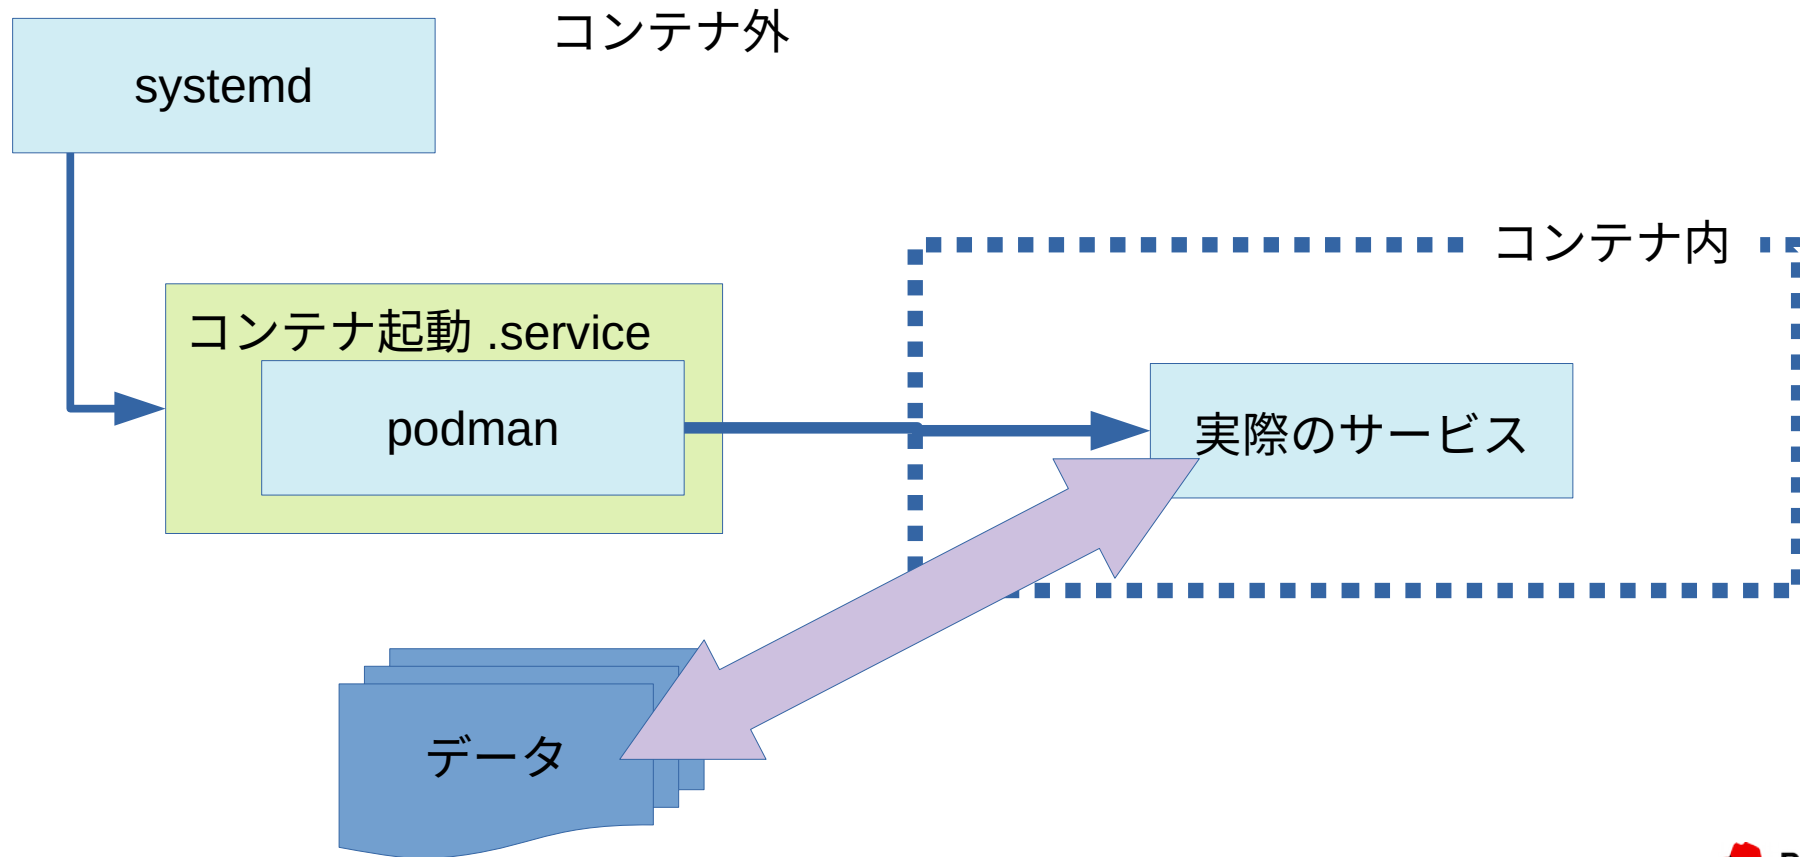 コンテナ外
systemd
コンテナ内
コンテナ起動 .service
podman
実際のサービス
データ